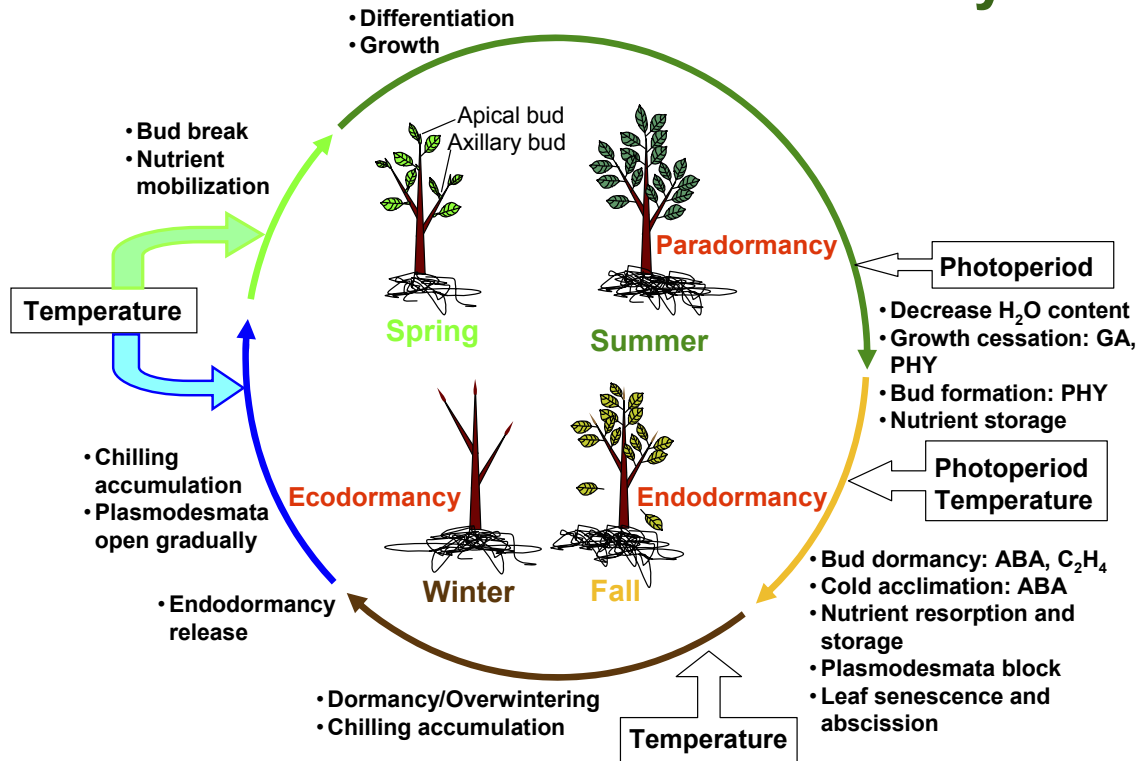 • Differentiation
• Growth
Apical bud
Axillary bud
• Bud break
• Nutrient
mobilization
Paradormancy
Photoperiod
Temperature
Spring
Summer
• Decrease H₂O content
• Growth cessation: GA,
PHY
• Bud formation: PHY
• Nutrient storage
• Chilling
accumulation
• Plasmodesmata
open gradually
Ecodormancy
Endodormancy
Photoperiod
Temperature
Winter
Fall
• Endodormancy
release
• Bud dormancy: ABA, C₂H₄
• Cold acclimation: ABA
• Nutrient resorption and
storage
• Plasmodesmata block
• Leaf senescence and
abscission
• Dormancy/Overwintering
• Chilling accumulation
Temperature